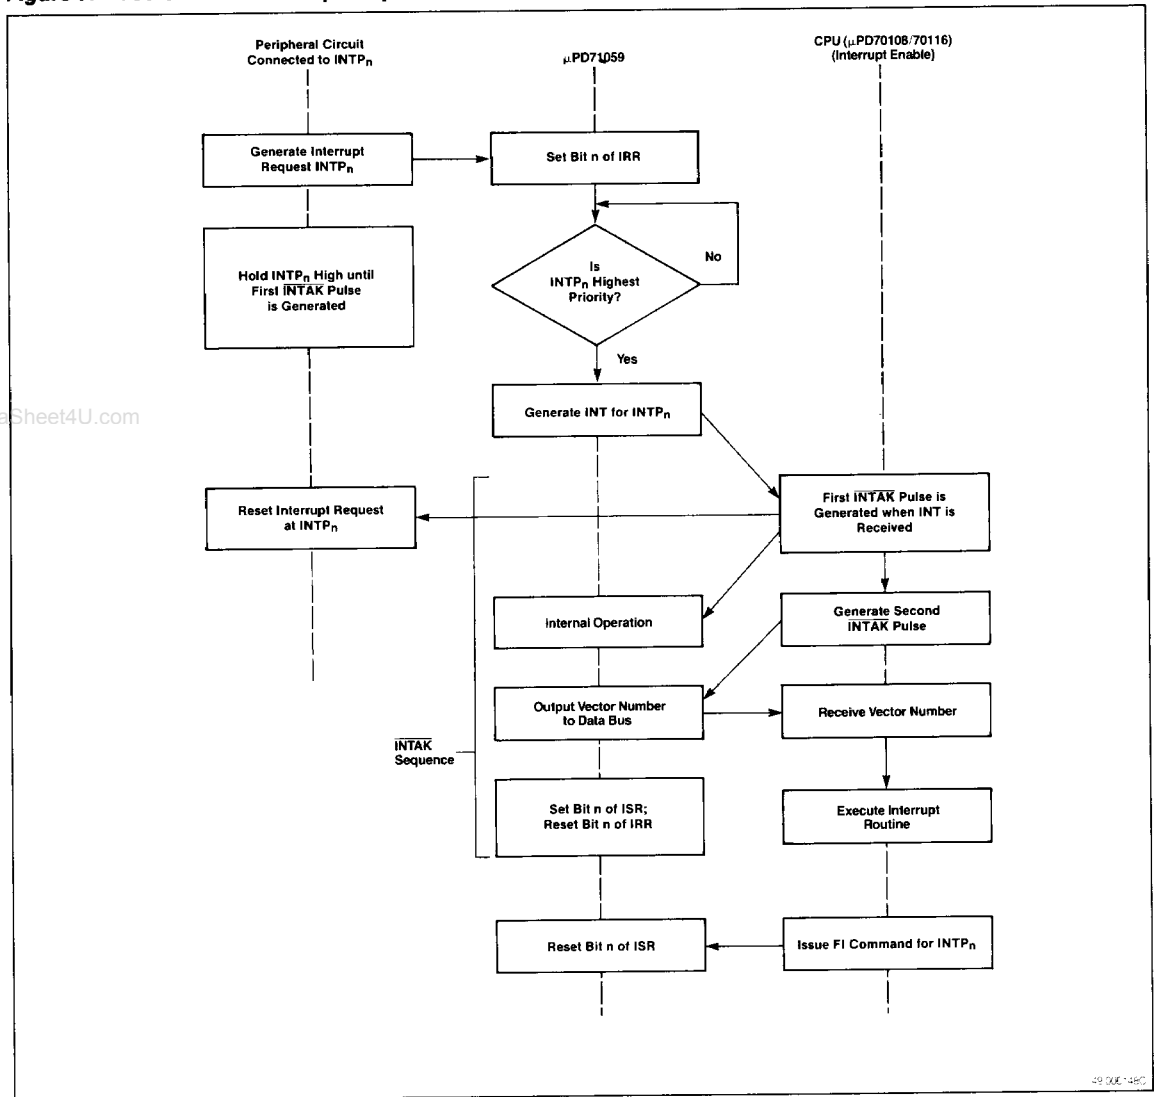 Peripheral Circuit
Connected to INTPn
μPD71059
CPU (μPD70108/70116)
(Interrupt Enable)
Generate Interrupt
Request INTPn
Set Bit n of IRR
Hold INTPn High until
First INTAK Pulse
is Generated
Is
INTPn Highest
Priority?
No
Yes
Generate INT for INTPn
aSheet4U.com
Reset Interrupt Request
at INTPn
First INTAK Pulse is
Generated when INT is
Received
Internal Operation
Generate Second
INTAK Pulse
Output Vector Number
to Data Bus
Receive Vector Number
INTAK
Sequence
Set Bit n of ISR;
Reset Bit n of IRR
Execute Interrupt
Routine
Reset Bit n of ISR
Issue FI Command for INTPn